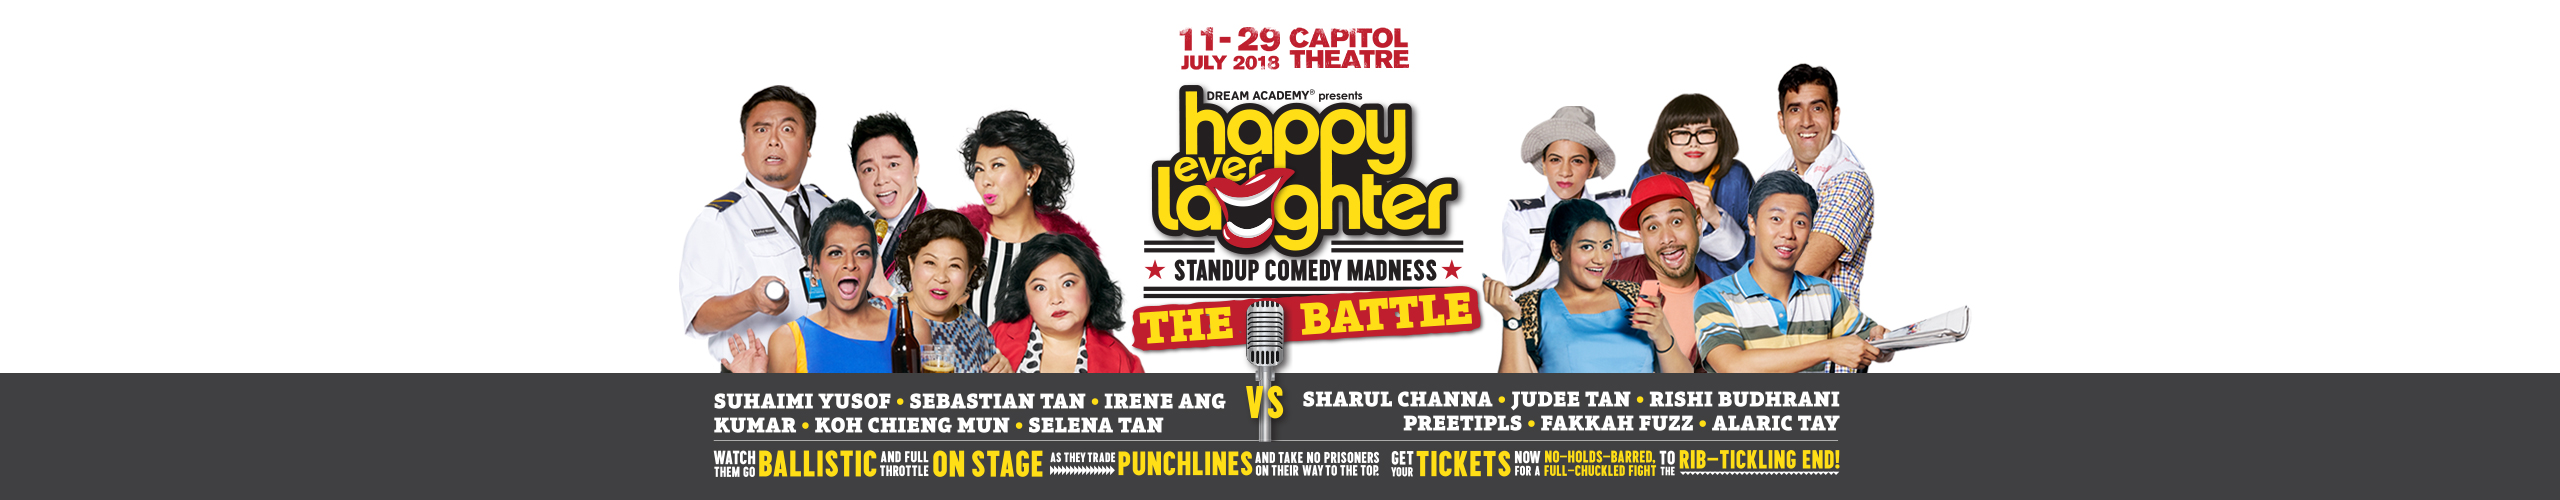 11-29 CAPITOL
JULY 2018 THEATRE
DREAM ACADEMY® presents
happy
ever
laughter
STANDUP COMEDY MADNESS
THE BATTLE
SUHAIMI YUSOF • SEBASTIAN TAN • IRENE ANG
KUMAR • KOH CHIENG MUN • SELENA TAN
VS
SHARUL CHANNA • JUDEE TAN • RISHI BUDHRANI
PREETIPLS • FAKKAH FUZZ • ALARIC TAY
WATCH THEM GO BALLISTIC AND FULL THROTTLE ON STAGE AS THEY TRADE PUNCHLINES AND TAKE NO PRISONERS ON THEIR WAY TO THE TOP. GET YOUR TICKETS NOW FOR A NO-HOLDS-BARRED, FULL-CHUCKLED FIGHT TO THE RIB-TICKLING END!